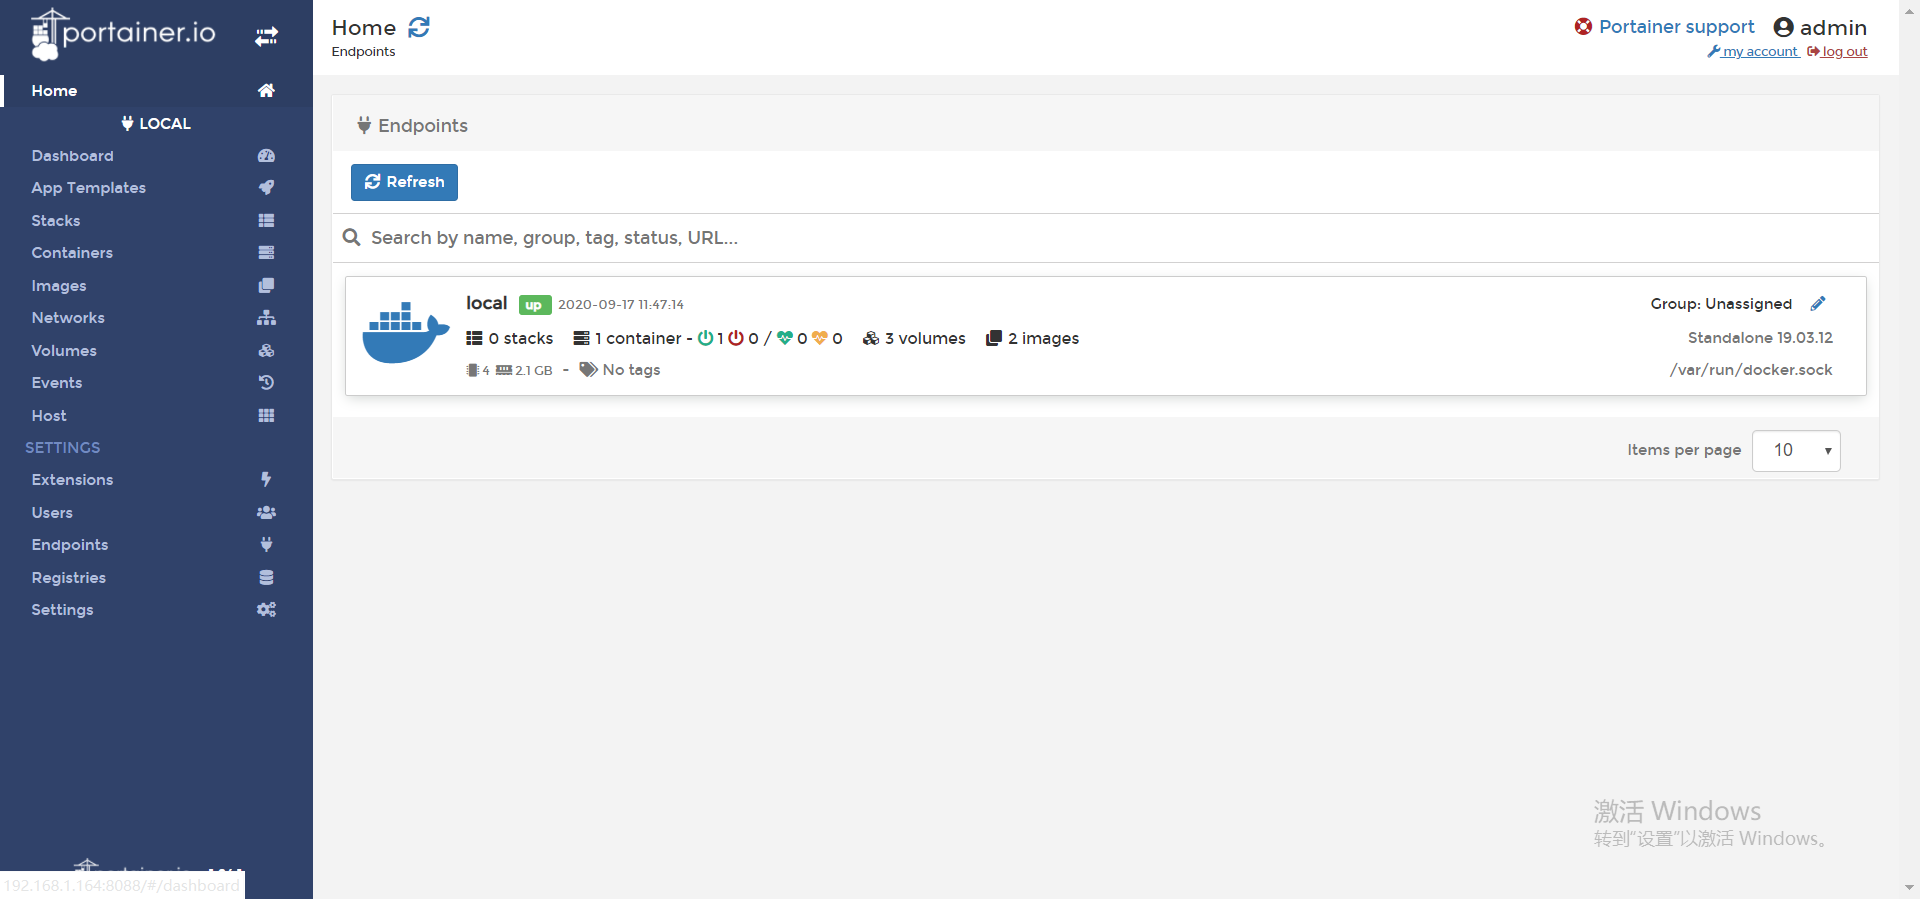 portainer.io
Home
LOCAL
Dashboard
App Templates
Stacks
Containers
Images
Networks
Volumes
Events
Host
SETTINGS
Extensions
Users
Endpoints
Registries
Settings
192.168.1.164:8088/#/dashboard
Home
Endpoints
Portainer support
admin
my account
log out
Endpoints
Refresh
Search by name, group, tag, status, URL...
local up 2020-09-17 11:47:14
Group: Unassigned
0 stacks 1 container - 1 0 / 0 0 3 volumes 2 images
Standalone 19.03.12
4 2.1 GB - No tags
/var/run/docker.sock
Items per page 10
激活 Windows
转到“设置”以激活 Windows。